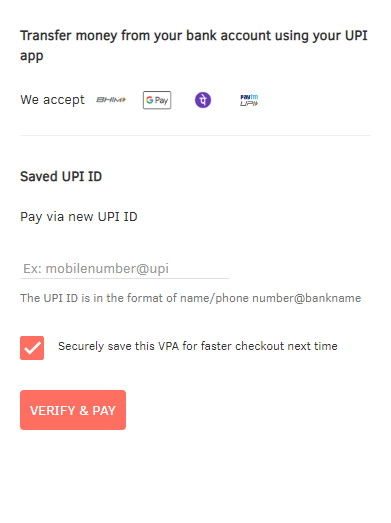 Transfer money from your bank account using your UPI
app
We accept BHIM G Pay पे Paytm UPI
Saved UPI ID
Pay via new UPI ID
Ex: mobilenumber@upi
The UPI ID is in the format of name/phone number@bankname
Securely save this VPA for faster checkout next time
VERIFY & PAY